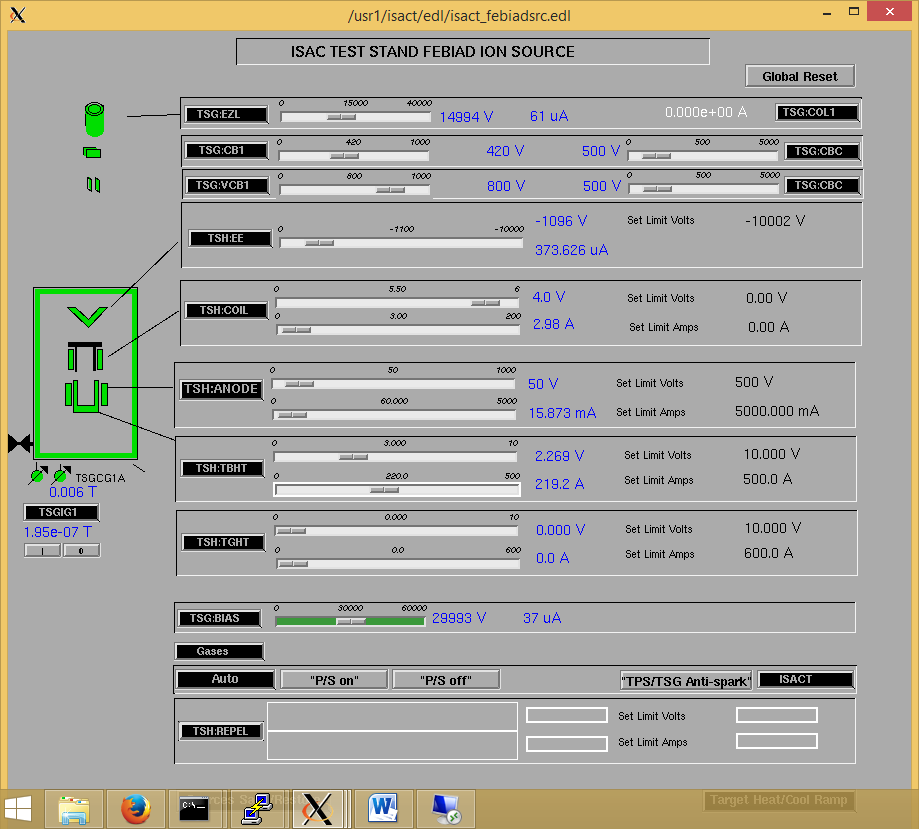 /usr1/isact/edl/isact_febiadsrc.edl
ISAC TEST STAND FEBIAD ION SOURCE
Global Reset
TSG:EZL 0 15000 40000 14994 V 61 uA 0.000e+00 A TSG:COL1
TSG:CB1 0 420 1000 420 V 500 V 0 500 5000 TSG:CBC
TSG:VCB1 0 800 1000 800 V 500 V 0 500 5000 TSG:CBC
TSH:EE 0 -1100 -10000 -1096 V Set Limit Volts -10002 V
373.626 uA
TSH:COIL 0 5.50 6 4.0 V Set Limit Volts 0.00 V
0 3.00 200 2.98 A Set Limit Amps 0.00 A
TSH:ANODE 0 50 1000 50 V Set Limit Volts 500 V
0 60.000 5000 15.873 mA Set Limit Amps 5000.000 mA
TSH:TBHT 0 3.000 10 2.269 V Set Limit Volts 10.000 V
0 220.0 500 219.2 A Set Limit Amps 500.0 A
TSGCG1A
0.006 T
TSGIG1
1.95e-07 T
I 0
TSH:TGHT 0 0.000 10 0.000 V Set Limit Volts 10.000 V
0 0.0 600 0.0 A Set Limit Amps 600.0 A
TSG:BIAS 0 30000 60000 29993 V 37 uA
Gases
Auto "P/S on" "P/S off" "TPS/TSG Anti-spark" ISACT
TSH:REPEL Set Limit Volts
Set Limit Amps
Target Heat/Cool Ramp
C:\.